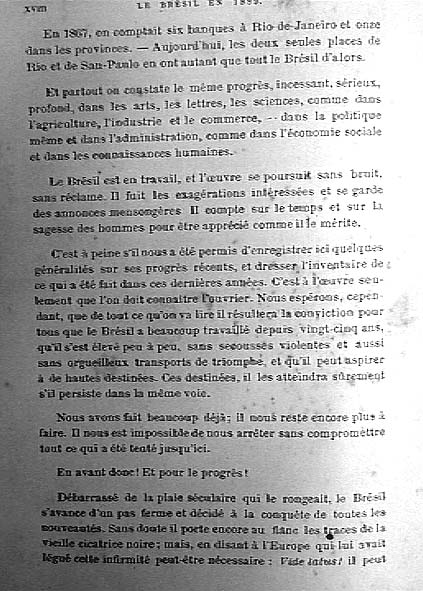 XVIII LE BRÉSIL EN 1889.
En 1867, on comptait six banques à Rio-de-Janeiro et onze
dans les provinces. — Aujourd'hui, les deux seules places de
Rio et de San-Paulo en ont autant que tout le Brésil d'alors.
Et partout on constate le même progrès, incessant, sérieux,
profond, dans les arts, les lettres, les sciences, comme dans
l'agriculture, l'industrie et le commerce, — dans la politique
même et dans l'administration, comme dans l'économie sociale
et dans les connaissances humaines.
Le Brésil est en travail, et l'œuvre se poursuit sans bruit,
sans réclame. Il fuit les exagérations intéressées et se garde
des annonces mensongères Il compte sur le temps et sur la
sagesse des hommes pour être apprécié comme il le mérite.
C'est à peine s'il nous a été permis d'enregistrer ici quelques
généralités sur ses progrès récents, et dresser l'inventaire de
ce qui a été fait dans ces dernières années. C'est à l'œuvre seu-
lement que l'on doit connaître l'ouvrier. Nous espérons, cepen-
dant, que de tout ce qu'on va lire il résultera la conviction pour
tous que le Brésil a beaucoup travaillé depuis vingt-cinq ans,
qu'il s'est élevé peu à peu, sans secousses violentes et aussi
sans orgueilleux transports de triomphe, et qu'il peut aspirer
à de hautes destinées. Ces destinées, il les atteindra sûrement
s'il persiste dans la même voie.
Nous avons fait beaucoup déjà; il nous reste encore plus à
faire. Il nous est impossible de nous arrêter sans compromettre
tout ce qui a été tenté jusqu'ici.
En avant donc! Et pour le progrès!
Débarrassé de la plaie séculaire qui le rongeait, le Brésil
s'avance d'un pas ferme et décidé à la conquête de toutes les
nouveautés. Sans doute il porte encore au flanc les traces de la
vieille cicatrice noire; mais, en disant à l'Europe qui lui avait
légué cette infirmité peut-être nécessaire : Vide latus! il peut